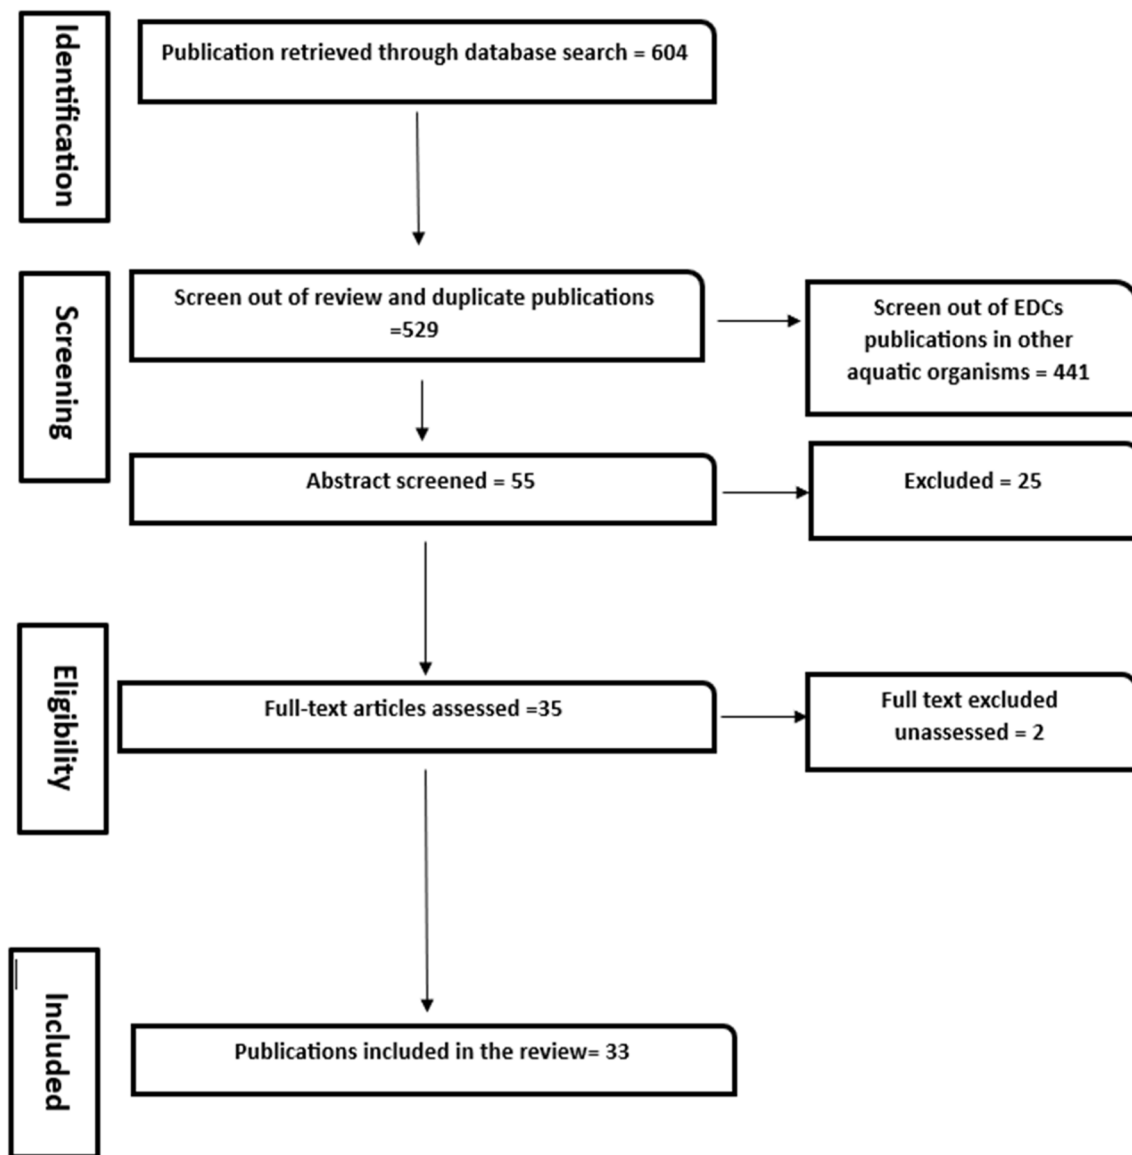 Identification
Publication retrieved through database search = 604
Screening
Screen out of review and duplicate publications
=529
Screen out of EDCs
publications in other
aquatic organisms = 441
Abstract screened = 55
Excluded = 25
Eligibility
Full-text articles assessed =35
Full text excluded
unassessed = 2
Included
Publications included in the review= 33